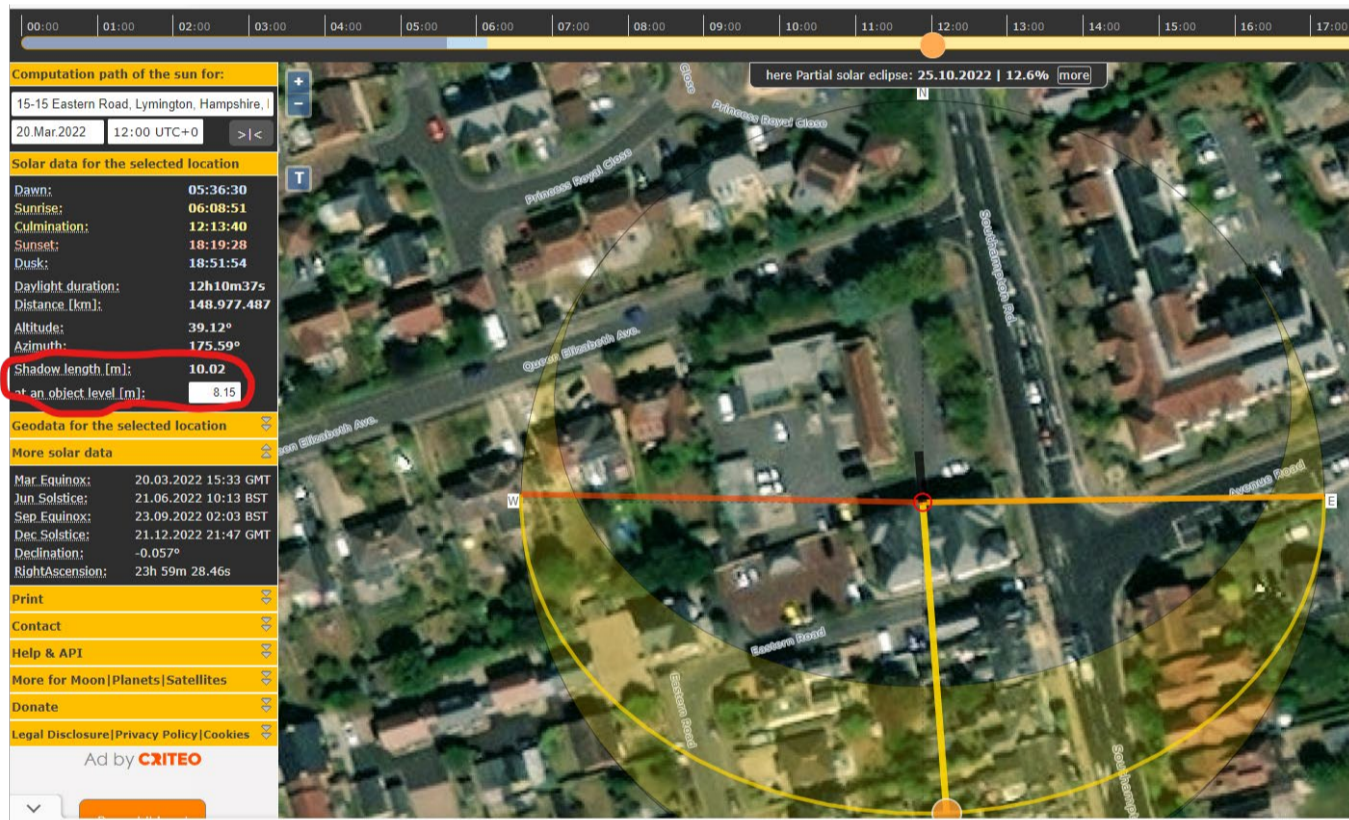 00:00 01:00 02:00 03:00 04:00 05:00 06:00 07:00 08:00 09:00 10:00 11:00 12:00 13:00 14:00 15:00 16:00 17:00
Computation path of the sun for:
15-15 Eastern Road, Lymington, Hampshire,
20.Mar.2022 12:00 UTC+0 >|<
Solar data for the selected location
Dawn: 05:36:30
Sunrise: 06:08:51
Culmination: 12:13:40
Sunset: 18:19:28
Dusk: 18:51:54
Daylight duration: 12h10m37s
Distance [km]: 148.977.487
Altitude: 39.12°
Azimuth: 175.59°
Shadow length [m]: 10.02
at an object level [m]: 8.15
Geodata for the selected location
More solar data
Mar Equinox: 20.03.2022 15:33 GMT
Jun Solstice: 21.06.2022 10:13 BST
Sep Equinox: 23.09.2022 02:03 BST
Dec Solstice: 21.12.2022 21:47 GMT
Declination: -0.057°
RightAscension: 23h 59m 28.46s
Print
Contact
Help & API
More for Moon|Planets|Satellites
Donate
Legal Disclosure|Privacy Policy|Cookies
Ad by CRITEO
+
−
T
here Partial solar eclipse: 25.10.2022 | 12.6% more
N
Close
Princess Royal Close
Princess Royal Close
Southampton Rd.
Queen Elizabeth Ave.
Queen Elizabeth Ave.
Avenue Road
W
E
Eastern Road
Eastern Road